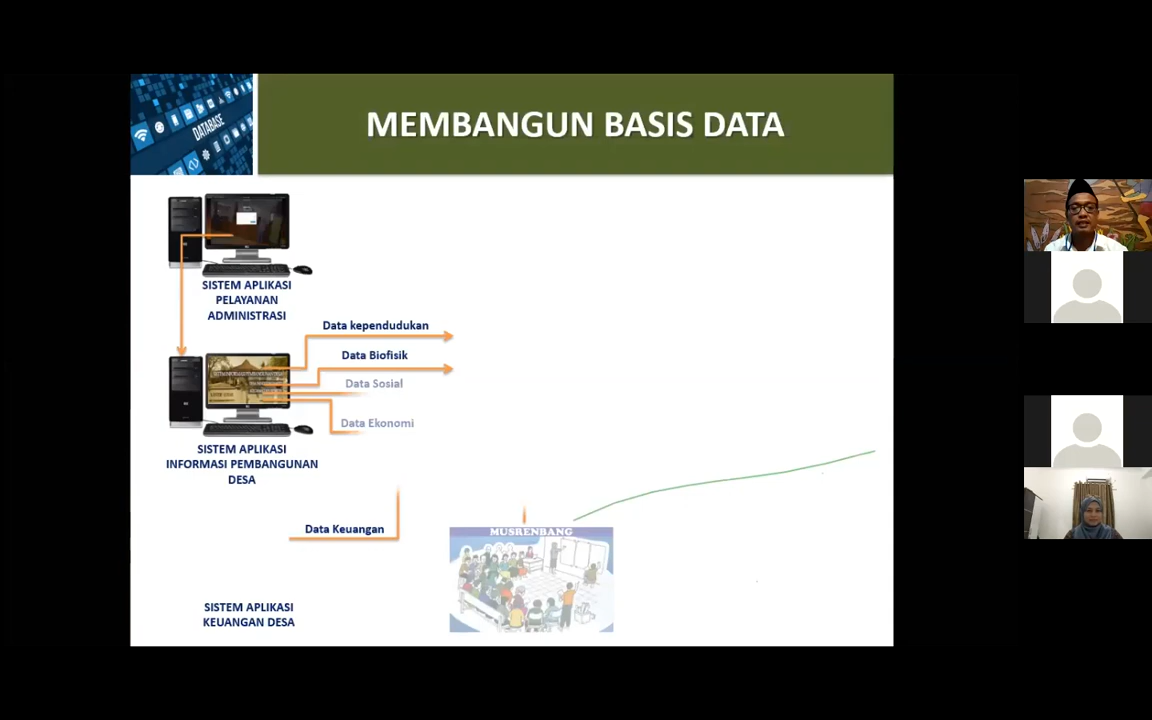 DATABASE
MEMBANGUN BASIS DATA
SISTEM APLIKASI
PELAYANAN
ADMINISTRASI
Data kependudukan
Data Biofisik
Data Sosial
Data Ekonomi
SISTEM APLIKASI
INFORMASI PEMBANGUNAN
DESA
Data Keuangan
MUSRENBANG
SISTEM APLIKASI
KEUANGAN DESA